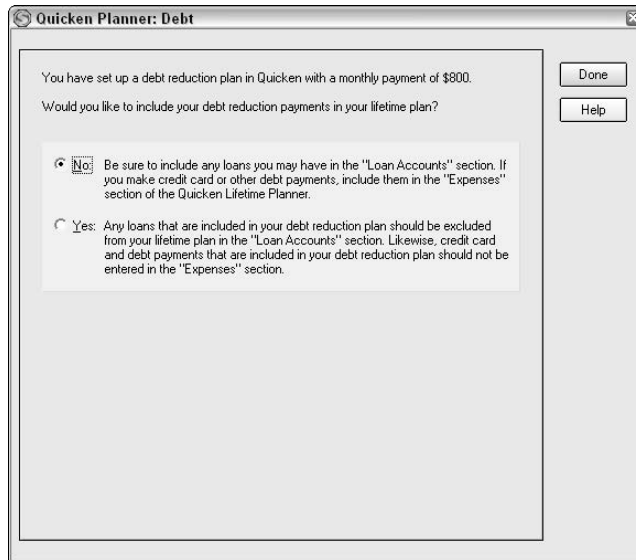 Quicken Planner: Debt
You have set up a debt reduction plan in Quicken with a monthly payment of $800.
Would you like to include your debt reduction payments in your lifetime plan?
No: Be sure to include any loans you may have in the "Loan Accounts" section. If
you make credit card or other debt payments, include them in the "Expenses"
section of the Quicken Lifetime Planner.
Yes: Any loans that are included in your debt reduction plan should be excluded
from your lifetime plan in the "Loan Accounts" section. Likewise, credit card
and debt payments that are included in your debt reduction plan should not be
entered in the "Expenses" section.
Done
Help